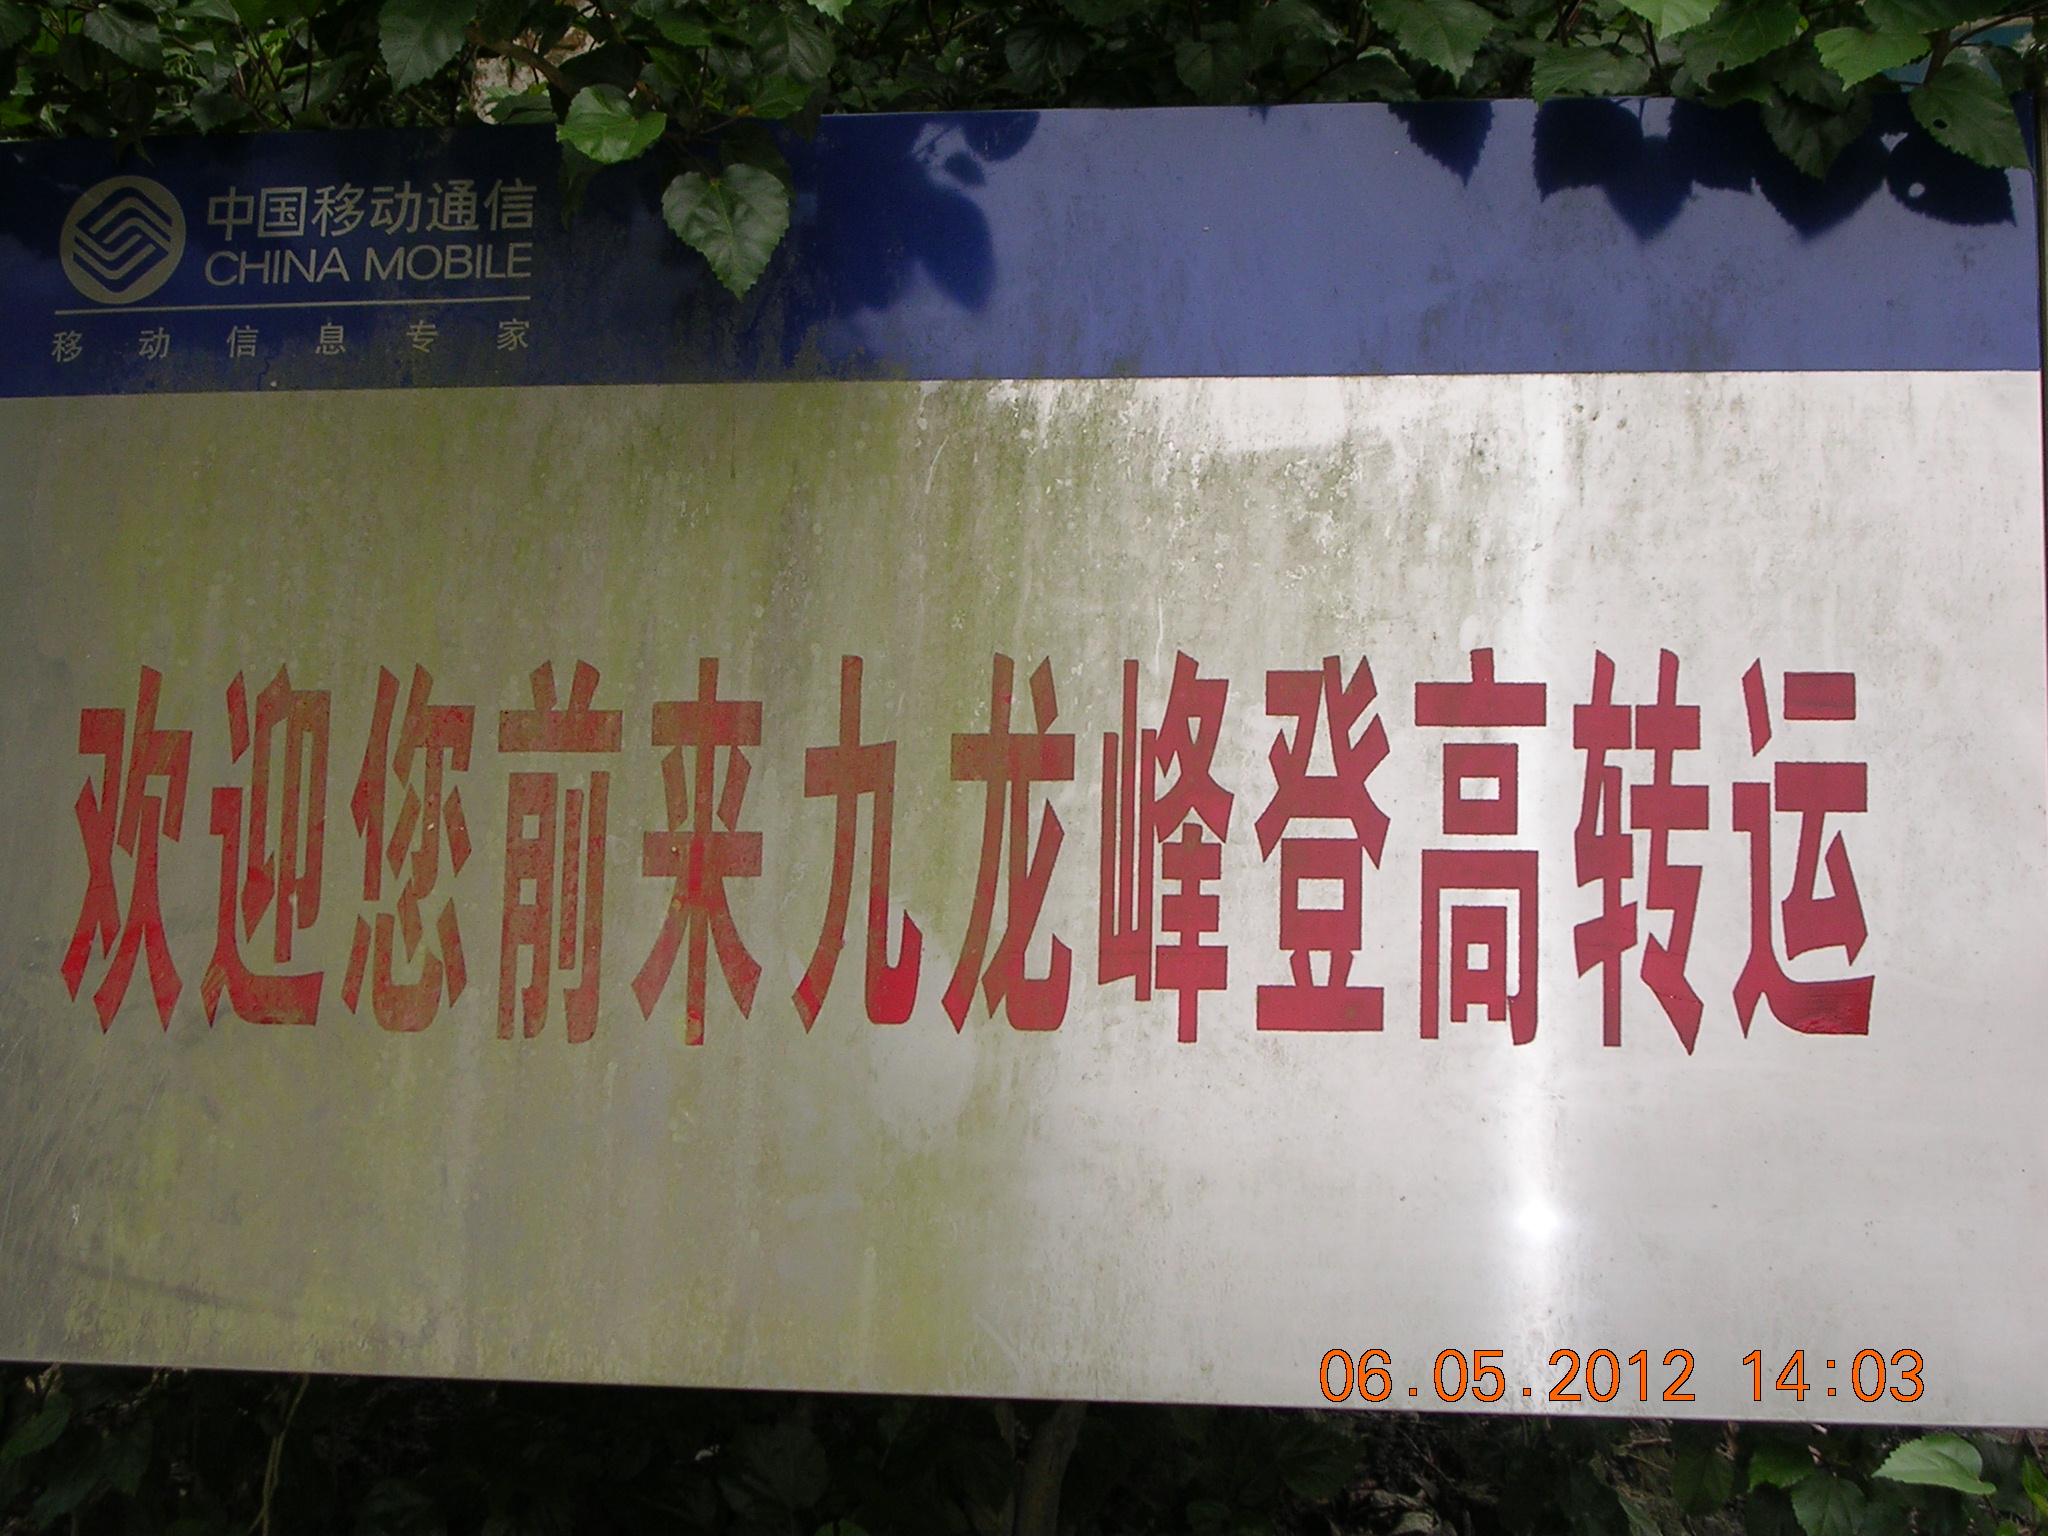 中国移动通信
CHINA MOBILE
移动信息专家
欢迎您前来九龙峰登高转运
06.05.2012 14:03